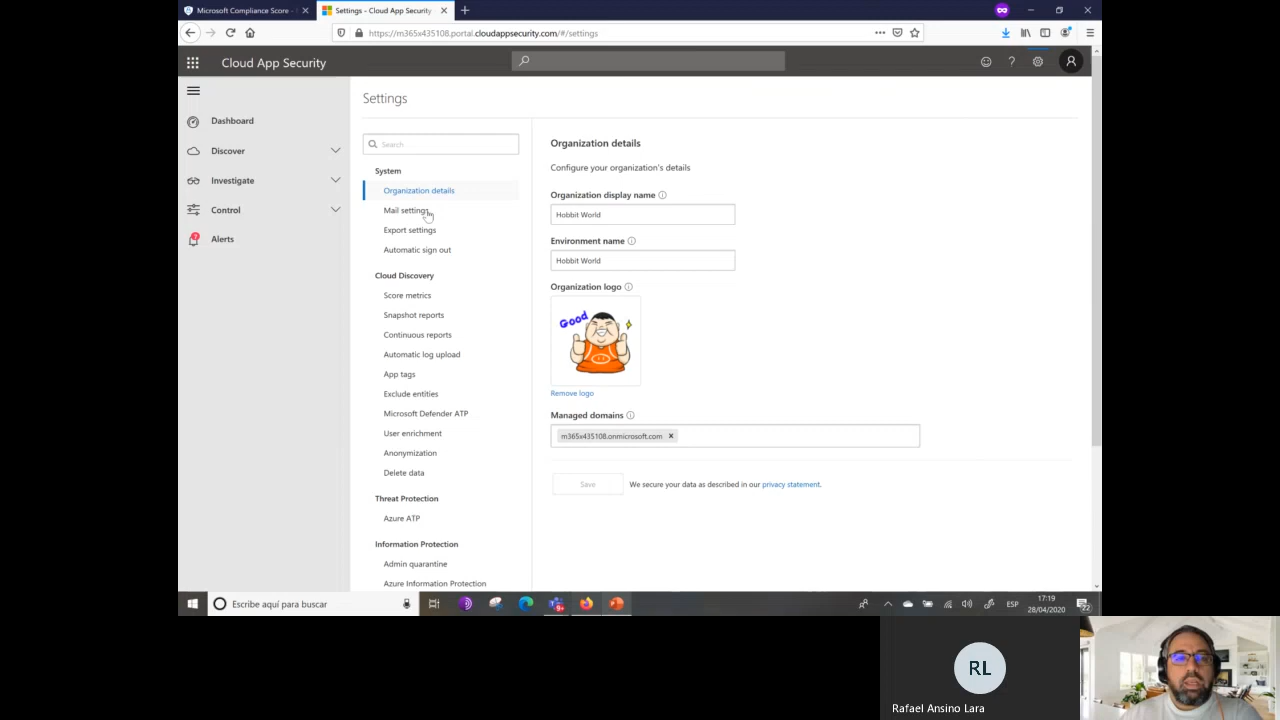 Microsoft Compliance Score -
Settings - Cloud App Security
https://m365x435108.portal.cloudappsecurity.com/#/settings
Cloud App Security
?
Settings
Dashboard
Discover
Investigate
Control
Alerts
Search ...
System
Organization details
Mail settings
Export settings
Automatic sign out
Cloud Discovery
Score metrics
Snapshot reports
Continuous reports
Automatic log upload
App tags
Exclude entities
Microsoft Defender ATP
User enrichment
Anonymization
Delete data
Threat Protection
Azure ATP
Information Protection
Admin quarantine
Azure Information Protection
Organization details
Configure your organization's details
Organization display name
Hobbit World
Environment name
Hobbit World
Organization logo
Good
Remove logo
Managed domains
m365x435108.onmicrosoft.com
Save
We secure your data as described in our privacy statement.
Escribe aquí para buscar
ESP
17:19
28/04/2020
22
RL
Rafael Ansino Lara